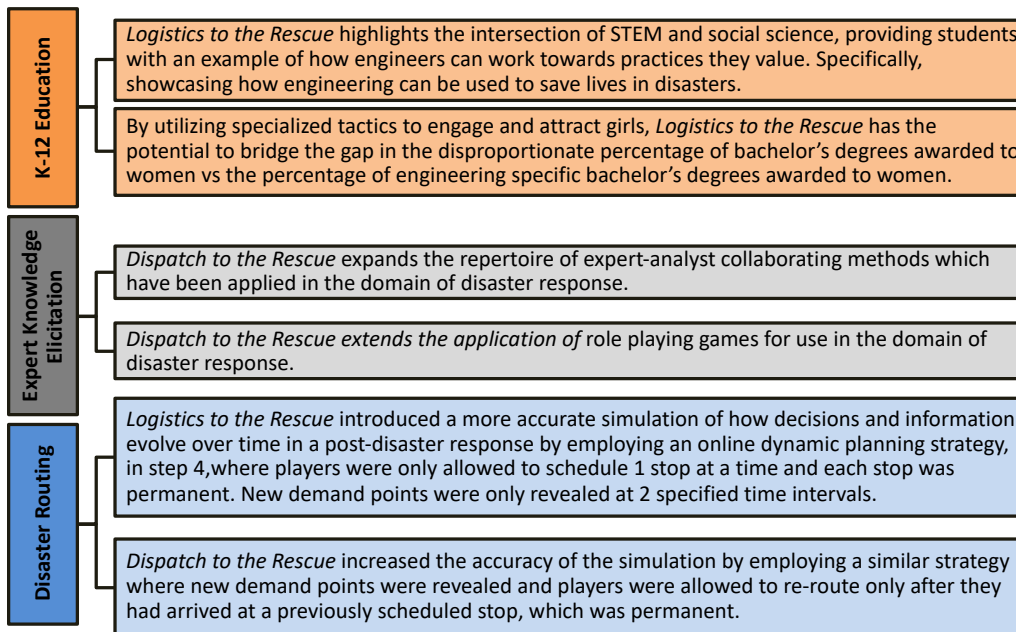 K-12 Education
Logistics to the Rescue highlights the intersection of STEM and social science, providing students
with an example of how engineers can work towards practices they value. Specifically,
showcasing how engineering can be used to save lives in disasters.
By utilizing specialized tactics to engage and attract girls, Logistics to the Rescue has the
potential to bridge the gap in the disproportionate percentage of bachelor's degrees awarded to
women vs the percentage of engineering specific bachelor's degrees awarded to women.
Expert Knowledge
Elicitation
Dispatch to the Rescue expands the repertoire of expert-analyst collaborating methods which
have been applied in the domain of disaster response.
Dispatch to the Rescue extends the application of role playing games for use in the domain of
disaster response.
Disaster Routing
Logistics to the Rescue introduced a more accurate simulation of how decisions and information
evolve over time in a post-disaster response by employing an online dynamic planning strategy,
in step 4,where players were only allowed to schedule 1 stop at a time and each stop was
permanent. New demand points were only revealed at 2 specified time intervals.
Dispatch to the Rescue increased the accuracy of the simulation by employing a similar strategy
where new demand points were revealed and players were allowed to re-route only after they
had arrived at a previously scheduled stop, which was permanent.